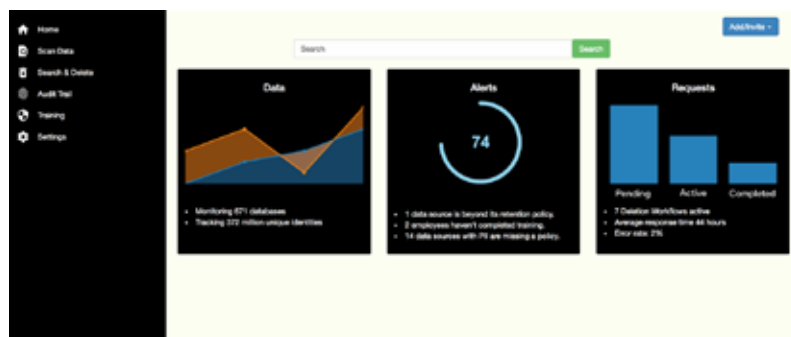 Home
Scan Data
Search & Delete
Audit Trail
Training
Settings
Add/Invite
Search
Search
Data
Monitoring 671 databases
Tracking 372 million unique identities
Alerts
74
1 data source is beyond its retention policy.
2 employees haven't completed training.
14 data sources with PII are missing a policy.
Requests
Pending
Active
Completed
7 Deletion Workflows active
Average response time 44 hours
Error rate: 2%